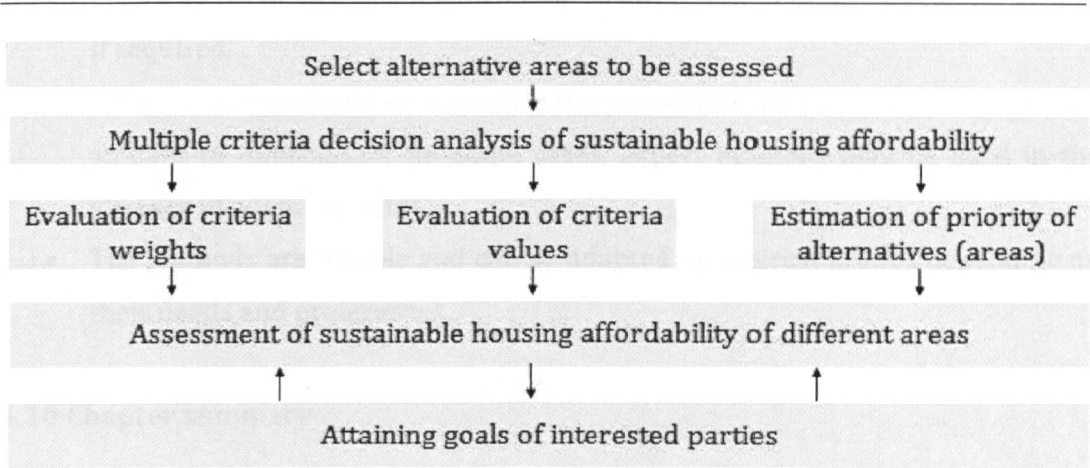 Select alternative areas to be assessed
Multiple criteria decision analysis of sustainable housing affordability
Evaluation of criteria
weights
Evaluation of criteria
values
Estimation of priority of
alternatives (areas)
Assessment of sustainable housing affordability of different areas
Attaining goals of interested parties